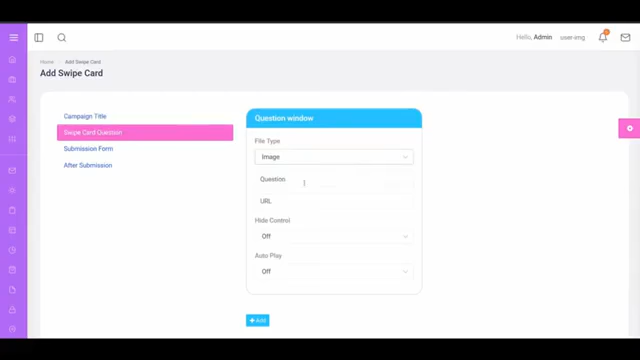 Hello, Admin
user-img
Home
Add Swipe Card
Add Swipe Card
Campaign Title
Swipe Card Question
Submission Form
After Submission
Question window
File Type
Image
Question
URL
Hide Control
Off
Auto Play
Off
+ Add